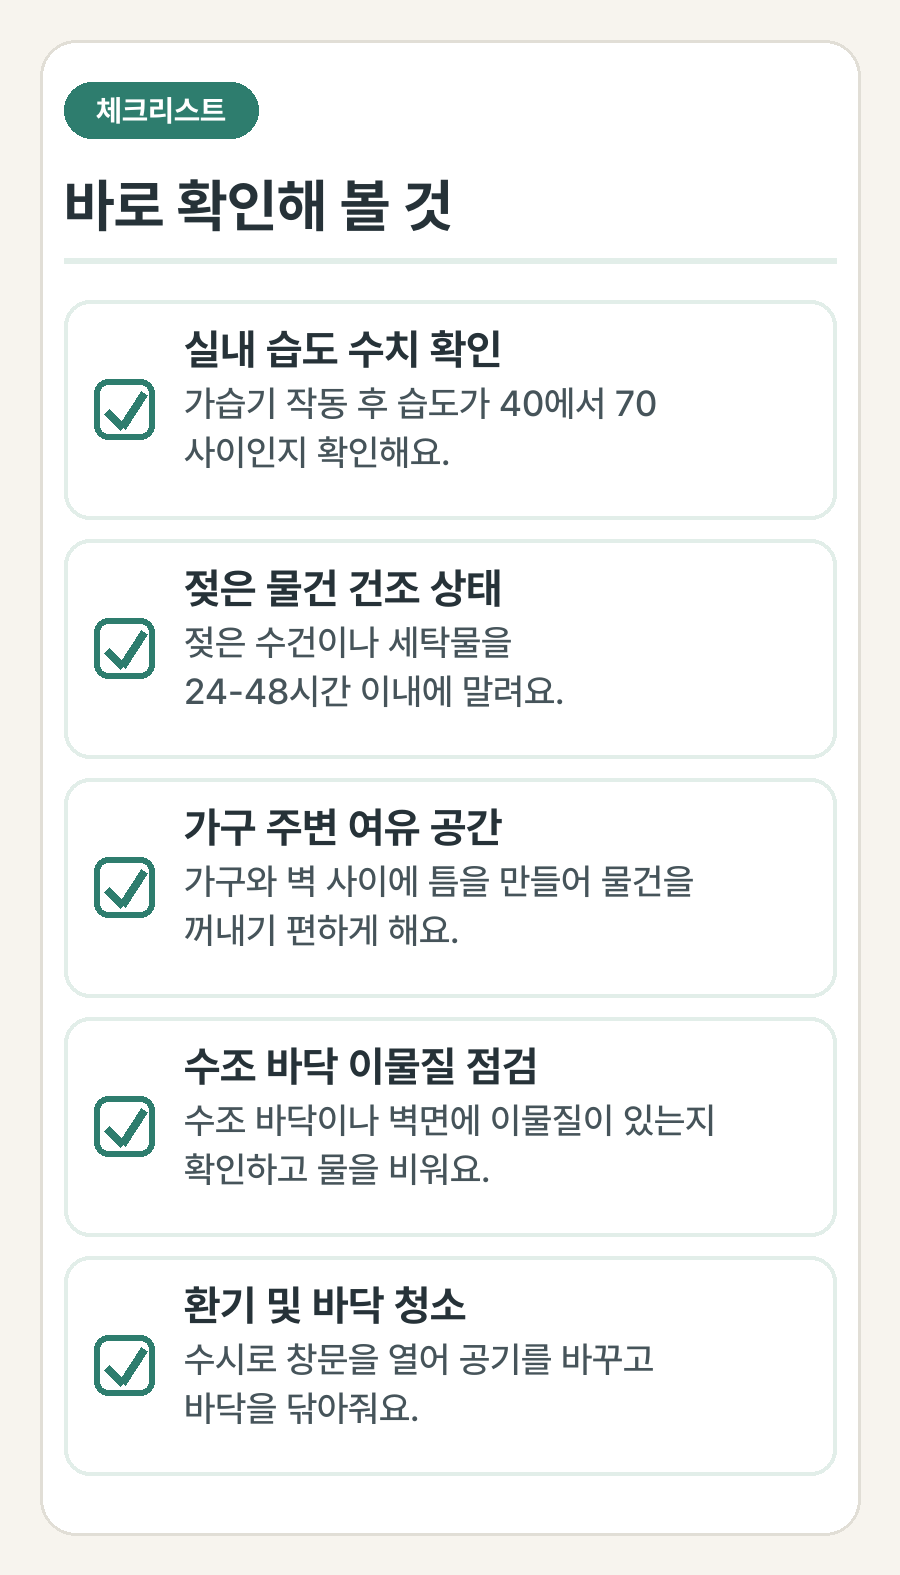 체크리스트
바로 확인해 볼 것
실내 습도 수치 확인
가습기 작동 후 습도가 40에서 70
사이인지 확인해요.
젖은 물건 건조 상태
젖은 수건이나 세탁물을
24-48시간 이내에 말려요.
가구 주변 여유 공간
가구와 벽 사이에 틈을 만들어 물건을
꺼내기 편하게 해요.
수조 바닥 이물질 점검
수조 바닥이나 벽면에 이물질이 있는지
확인하고 물을 비워요.
환기 및 바닥 청소
수시로 창문을 열어 공기를 바꾸고
바닥을 닦아줘요.